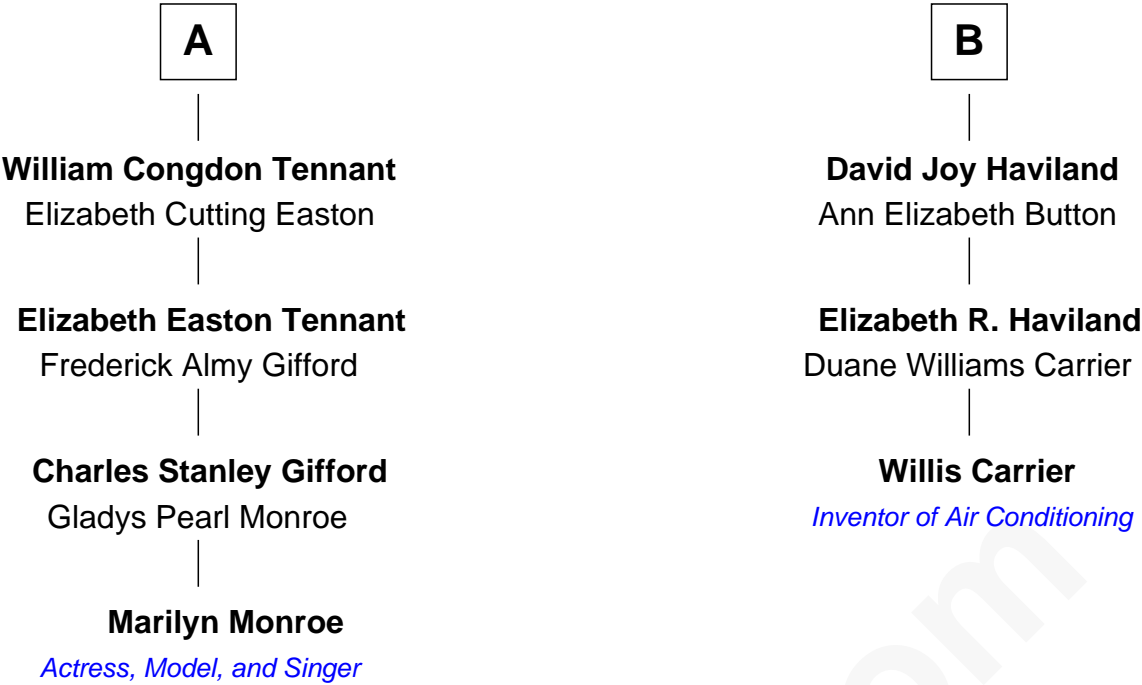 A
William Congdon Tennant
Elizabeth Cutting Easton
Elizabeth Easton Tennant
Frederick Almy Gifford
Charles Stanley Gifford
Gladys Pearl Monroe
Marilyn Monroe
Actress, Model, and Singer
B
David Joy Haviland
Ann Elizabeth Button
Elizabeth R. Haviland
Duane Williams Carrier
Willis Carrier
Inventor of Air Conditioning
om